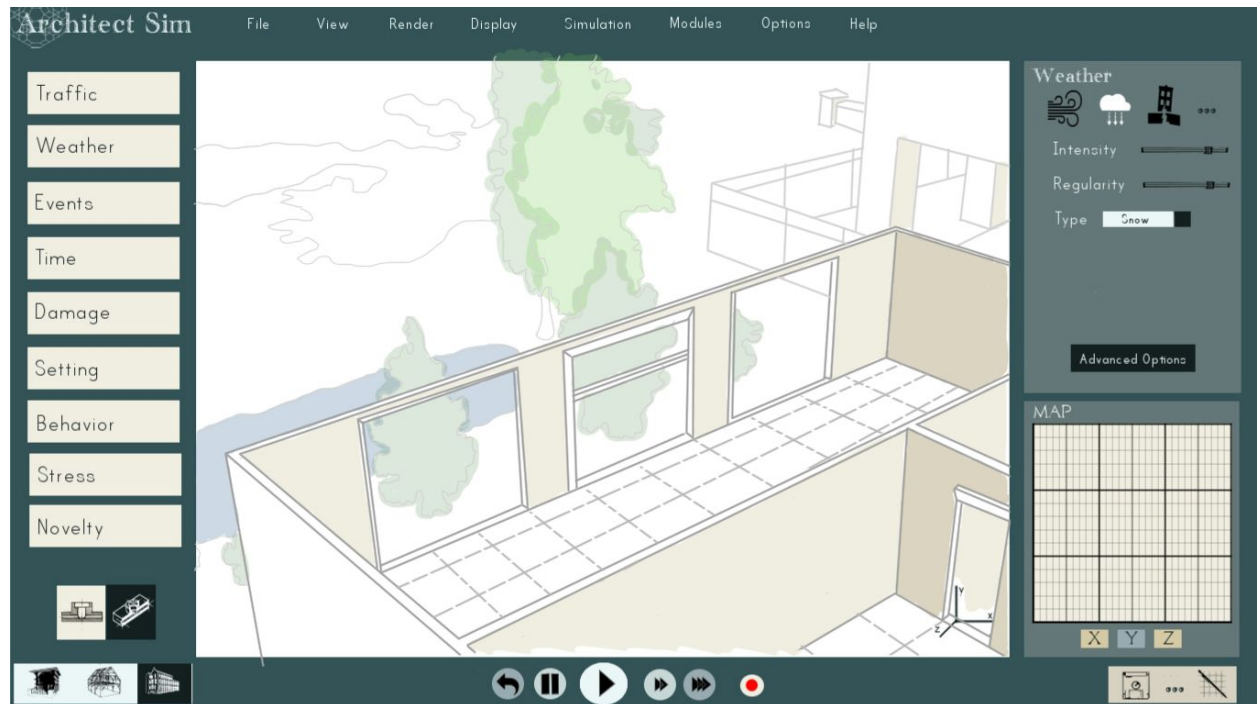 Architect Sim
File View Render Display Simulation Modules Options Help
Traffic
Weather
Events
Time
Damage
Setting
Behavior
Stress
Novelty
Weather
Intensity
Regularity
Type Snow
Advanced Options
MAP
X Y Z
y
x
z